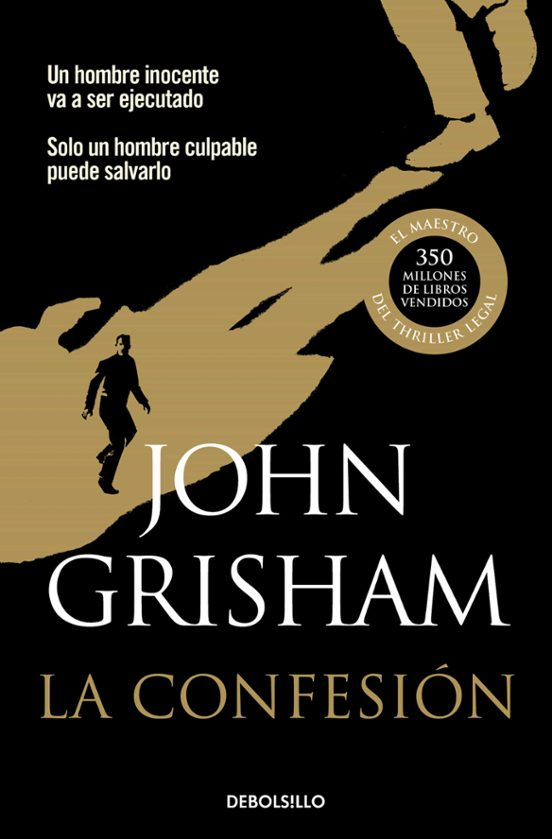 Un hombre inocente
va a ser ejecutado
Solo un hombre culpable
puede salvarlo
EL MAESTRO
350
MILLONES
DE LIBROS
VENDIDOS
DEL THRILLER LEGAL
JOHN
GRISHAM
LA CONFESIÓN
DEBOLS!LLO